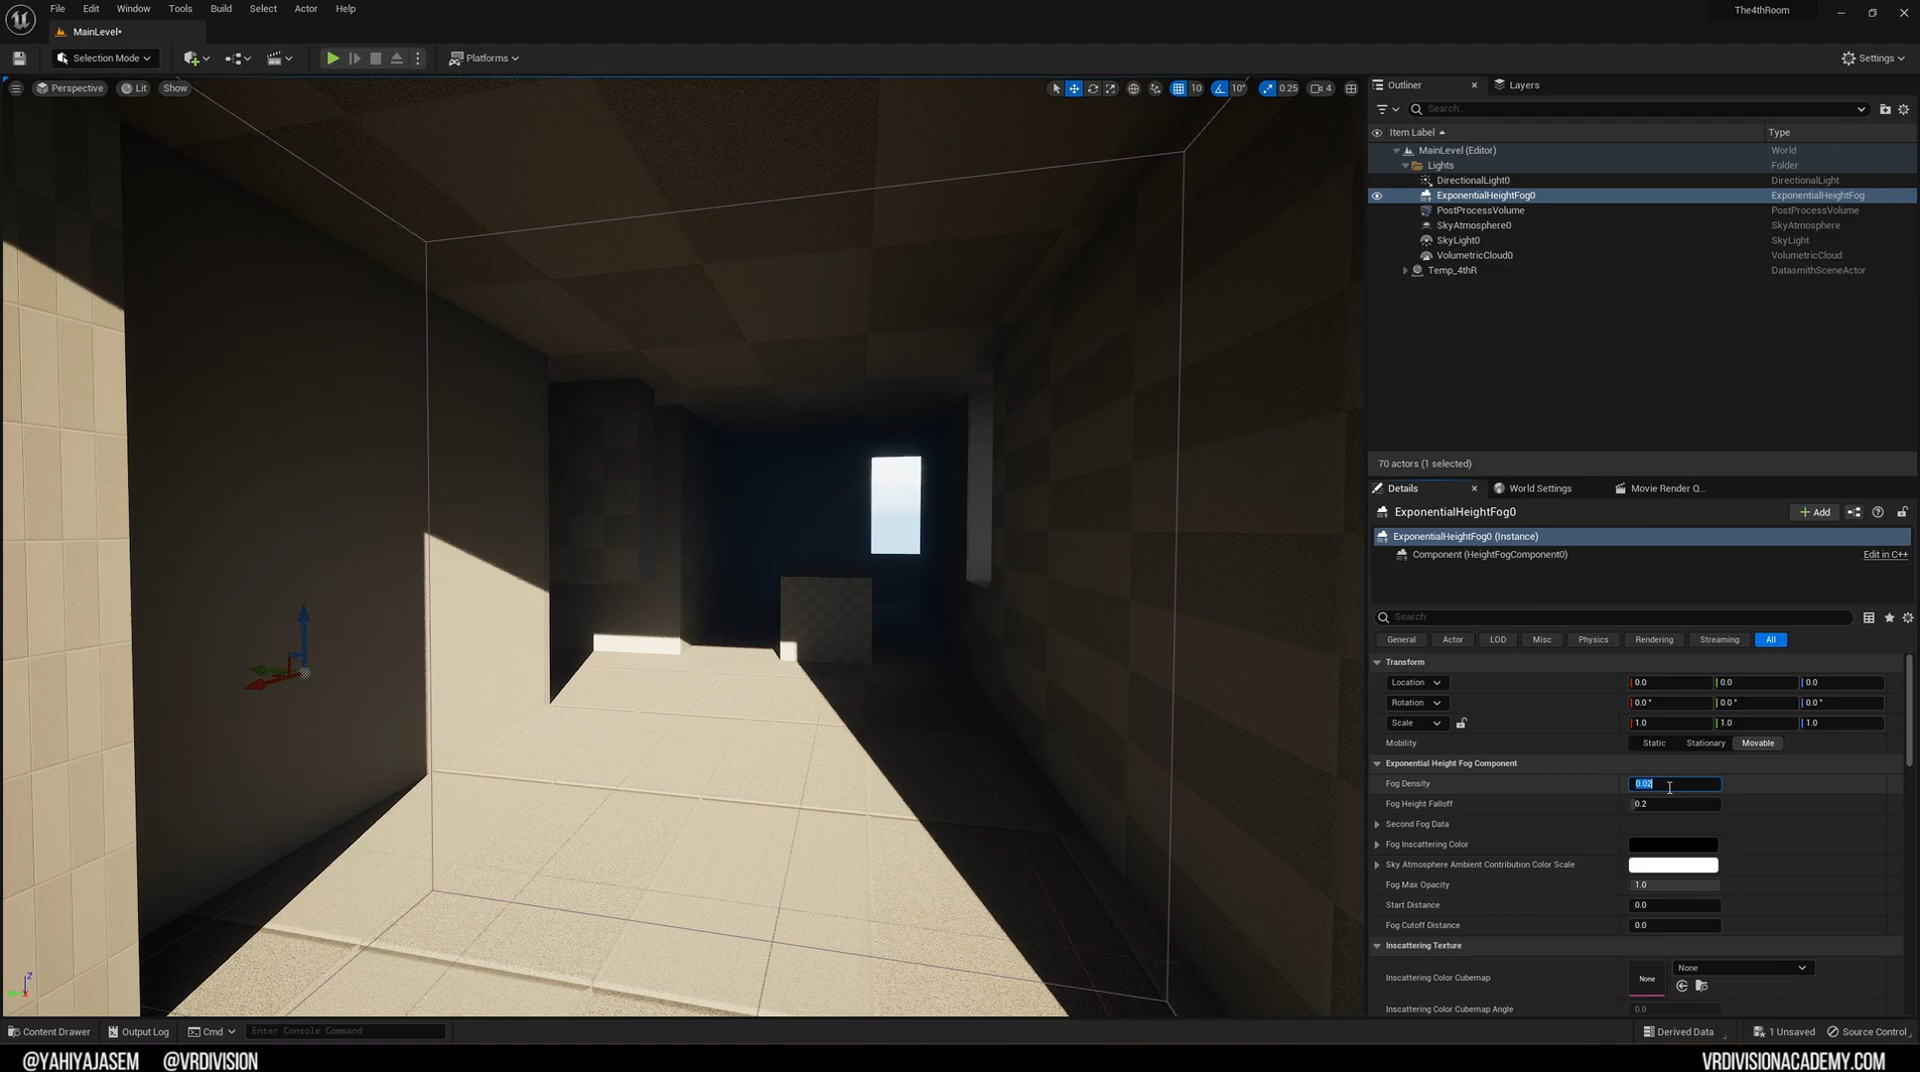 File Edit Window Tools Build Select Actor Help
The4thRoom
MainLevel•
Selection Mode
Platforms
Settings
Perspective Lit Show
10 10° 0.25 4
Outliner
Layers
Search...
Item Label Type
MainLevel (Editor) World
Lights Folder
DirectionalLight0 DirectionalLight
ExponentialHeightFog0 ExponentialHeightFog
PostProcessVolume PostProcessVolume
SkyAtmosphere0 SkyAtmosphere
SkyLight0 SkyLight
VolumetricCloud0 VolumetricCloud
Temp_4thR DatasmithSceneActor
70 actors (1 selected)
Details
World Settings
Movie Render Q...
ExponentialHeightFog0
+ Add
ExponentialHeightFog0 (Instance)
Component (HeightFogComponent0) Edit in C++
Search
General Actor LOD Misc Physics Rendering Streaming All
Transform
Location 0.0 0.0 0.0
Rotation 0.0° 0.0° 0.0°
Scale 1.0 1.0 1.0
Mobility Static Stationary Movable
Exponential Height Fog Component
Fog Density 0.02
Fog Height Falloff 0.2
Second Fog Data
Fog Inscattering Color
Sky Atmosphere Ambient Contribution Color Scale
Fog Max Opacity 1.0
Start Distance 0.0
Fog Cutoff Distance 0.0
Inscattering Texture
Inscattering Color Cubemap None None
Inscattering Color Cubemap Angle 0.0
Z
X
Content Drawer Output Log Cmd Enter Console Command
Derived Data 1 Unsaved Source Control
@YAHIYAJASEM @VRDIVISION
VRDIVISIONACADEMY.COM